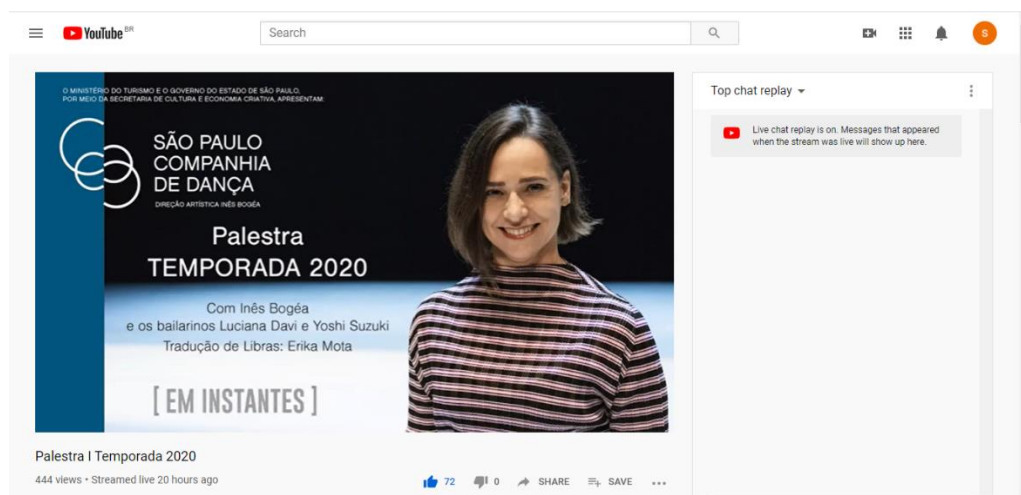 YouTube BR
Search
S
O MINISTÉRIO DO TURISMO E O GOVERNO DO ESTADO DE SÃO PAULO,
POR MEIO DA SECRETARIA DE CULTURA E ECONOMIA CRIATIVA, APRESENTAM:
SÃO PAULO
COMPANHIA
DE DANÇA
DIREÇÃO ARTÍSTICA INÊS BOGÉA
Palestra
TEMPORADA 2020
Com Inês Bogéa
e os bailarinos Luciana Davi e Yoshi Suzuki
Tradução de Libras: Erika Mota
[ EM INSTANTES ]
Top chat replay
Live chat replay is on. Messages that appeared
when the stream was live will show up here.
Palestra I Temporada 2020
444 views • Streamed live 20 hours ago
72 0 SHARE SAVE